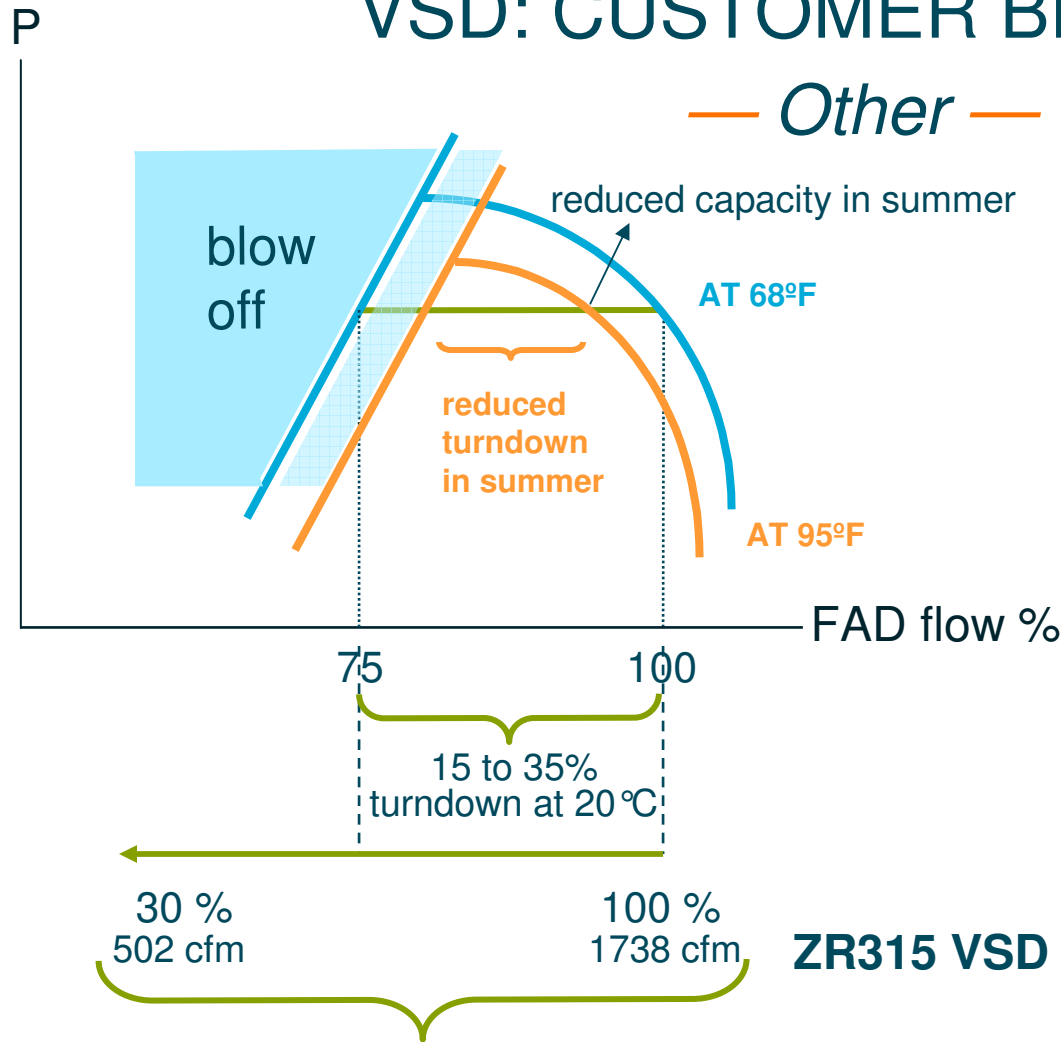 VSD: CUSTOMER
P
— Other —
reduced capacity in summer
blow
off
AT 68ºF
reduced
turndown
in summer
AT 95ºF
FAD flow %
75
100
15 to 35%
turndown at 20°C
30 %
100 %
502 cfm
1738 cfm
ZR315 VSD